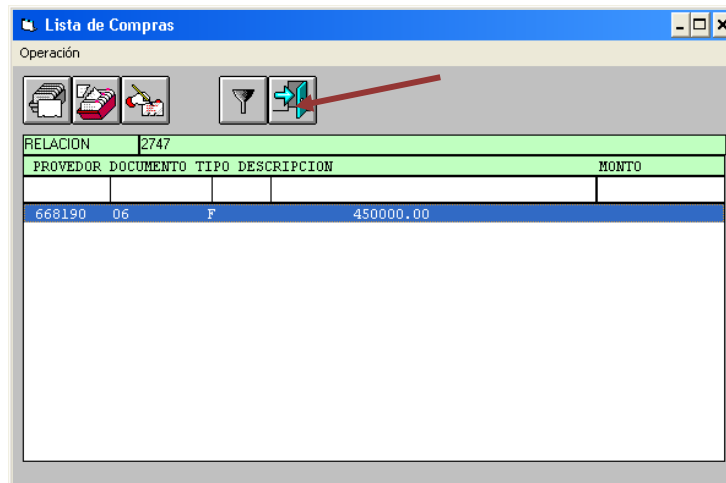 Lista de Compras
Operación
RELACION 2747
PROVEDOR DOCUMENTO TIPO DESCRIPCION MONTO
668190 06 F 450000.00